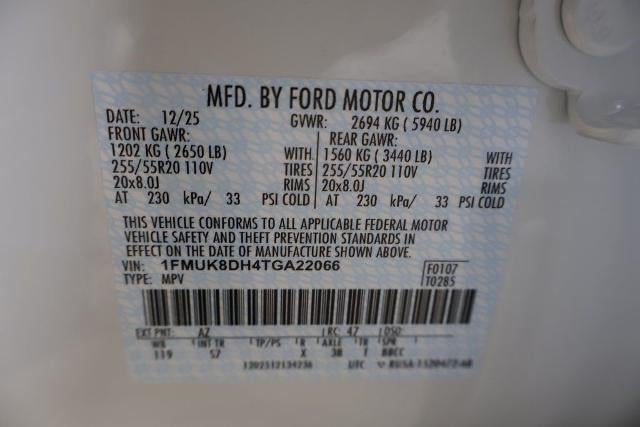 MFD. BY FORD MOTOR CO.
DATE: 12/25 GVWR: 2694 KG ( 5940 LB)
FRONT GAWR: REAR GAWR:
1202 KG ( 2650 LB) WITH 1560 KG ( 3440 LB) WITH
255/55R20 110V TIRES 255/55R20 110V TIRES
20x8.0J RIMS 20x8.0J RIMS
AT 230 kPa/ 33 PSI COLD AT 230 kPa/ 33 PSI COLD
THIS VEHICLE CONFORMS TO ALL APPLICABLE FEDERAL MOTOR
VEHICLE SAFETY AND THEFT PREVENTION STANDARDS IN
EFFECT ON THE DATE OF MANUFACTURE SHOWN ABOVE.
VIN: 1FMUK8DH4TGA22066 F0107
TYPE: MPV T0285
EXT PNT: AZ RC: 47 DSO:
WB INT TR TP/PS R AXLE TR SPR
119 57 X 3B T BBCC
UTC